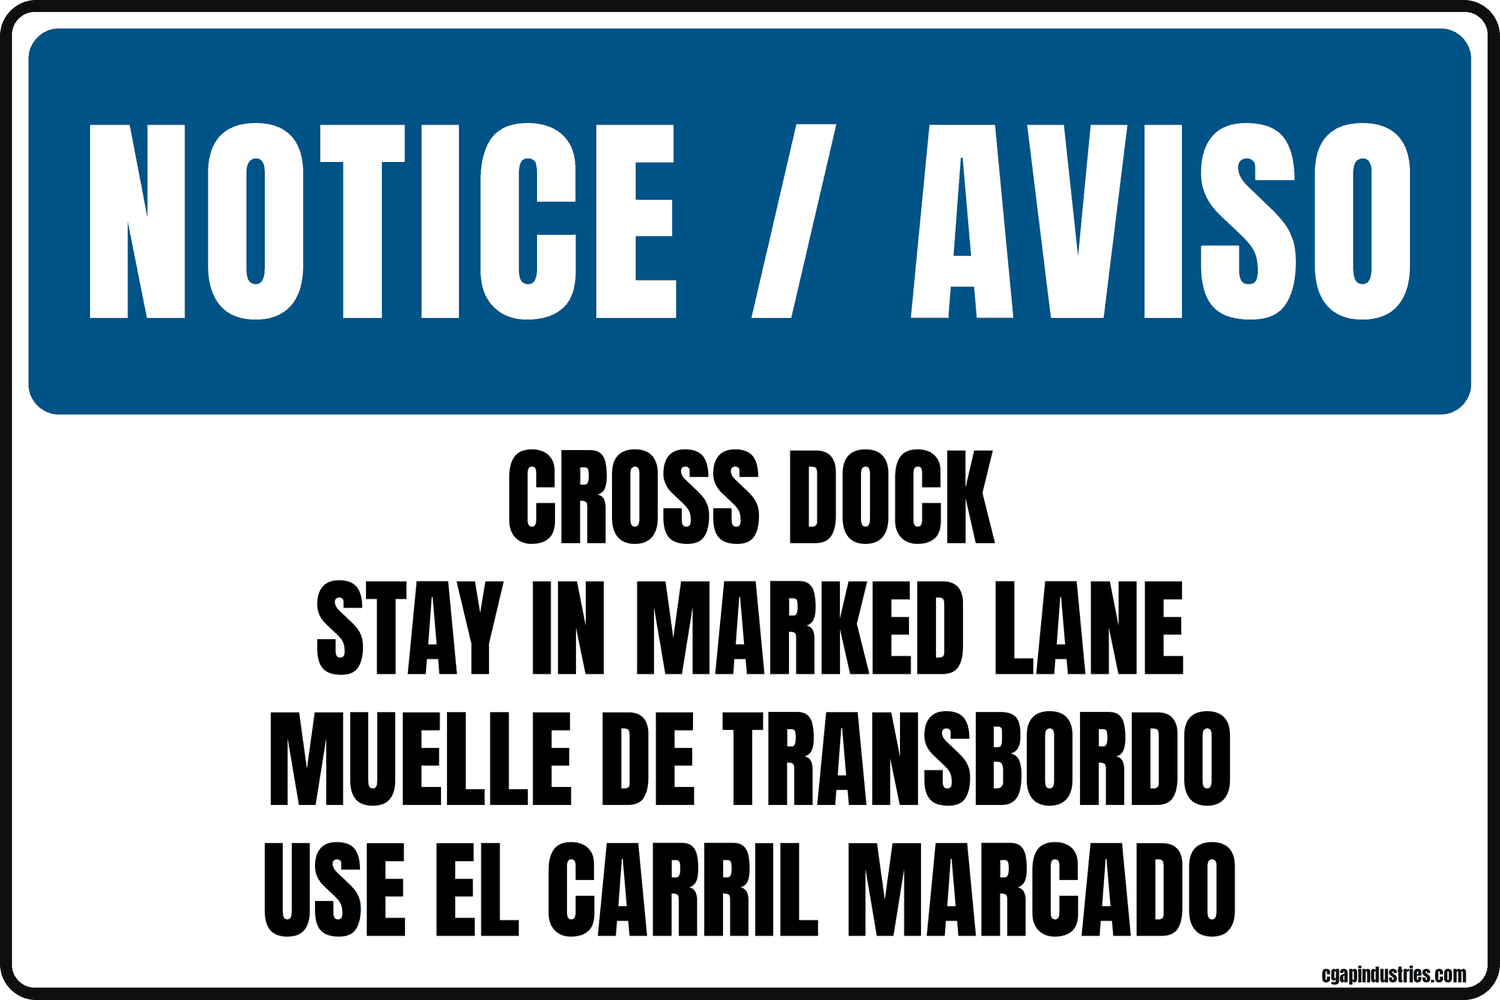 NOTICE / AVISO
CROSS DOCK
STAY IN MARKED LANE
MUELLE DE TRANSBORDO
USE EL CARRIL MARCADO
cgapindustries.com